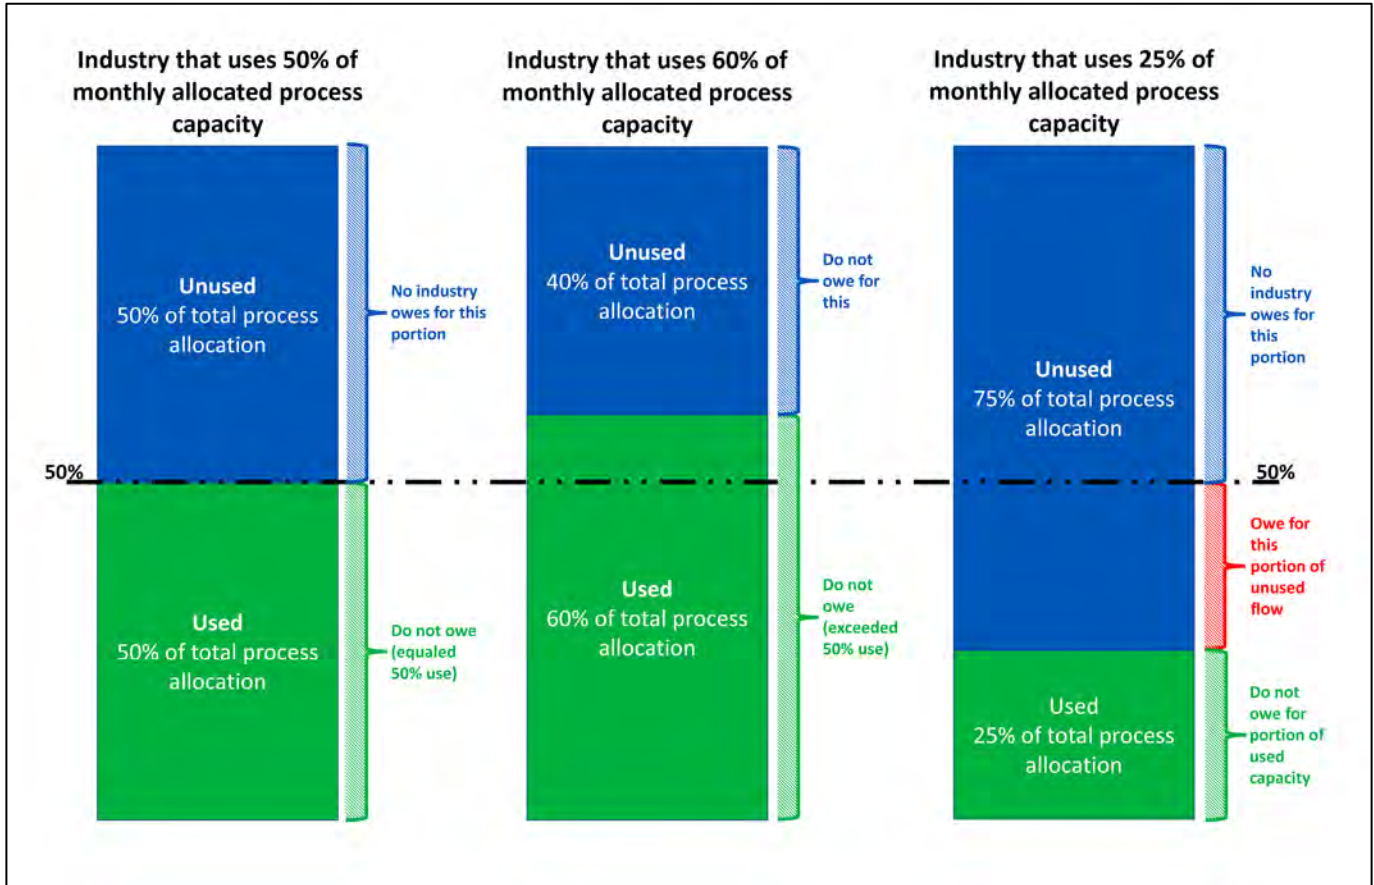 Industry that uses 50% of
monthly allocated process
capacity
Unused
50% of total process
allocation
No industry
owes for this
portion
50%
Used
50% of total process
allocation
Do not owe
(equaled
50% use)
Industry that uses 60% of
monthly allocated process
capacity
Unused
40% of total process
allocation
Do not
owe for
this
Used
60% of total process
allocation
Do not
owe
(exceeded
50% use)
Industry that uses 25% of
monthly allocated process
capacity
Unused
75% of total process
allocation
No
industry
owes for
this
portion
50%
Owe for
this
portion of
unused
flow
Used
25% of total process
allocation
Do not
owe for
portion of
used
capacity